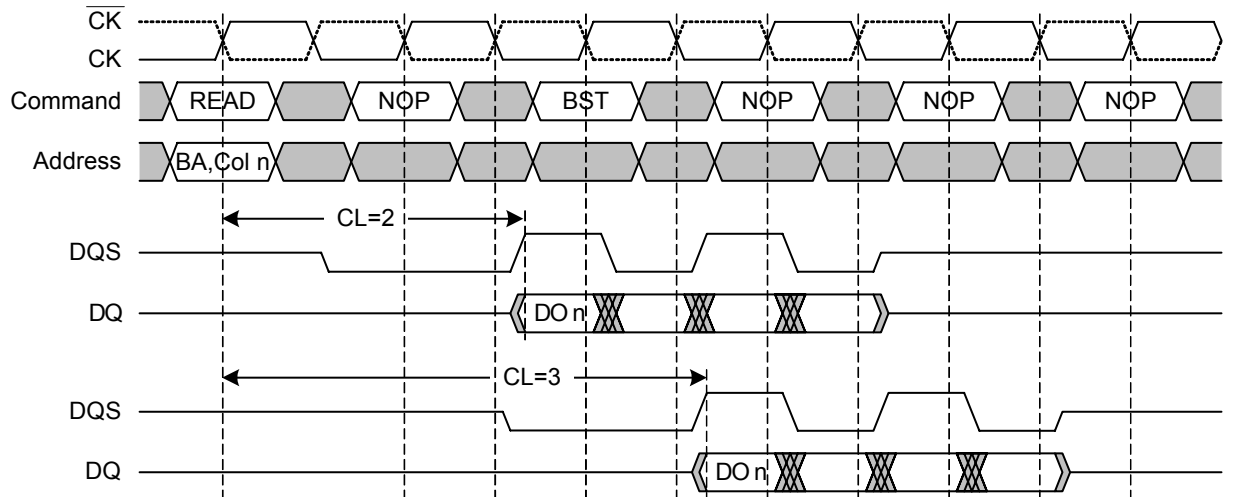 CK
CK
Command READ NOP BST NOP NOP NOP
Address BA,Col n
CL=2
DQS
DQ DO n
CL=3
DQS
DQ DO n